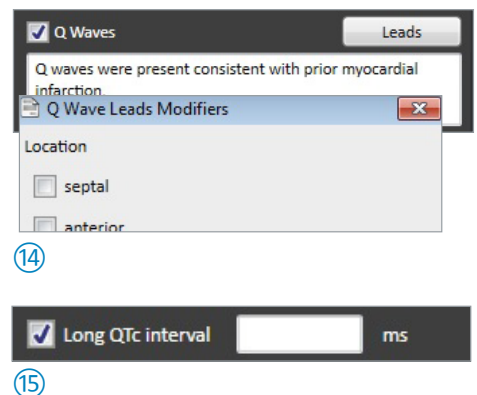 Q Waves
Leads
Q waves were present consistent with prior myocardial
infarction.
Q Wave Leads Modifiers
Location
septal
anterior
14
Long QTc interval
ms
15